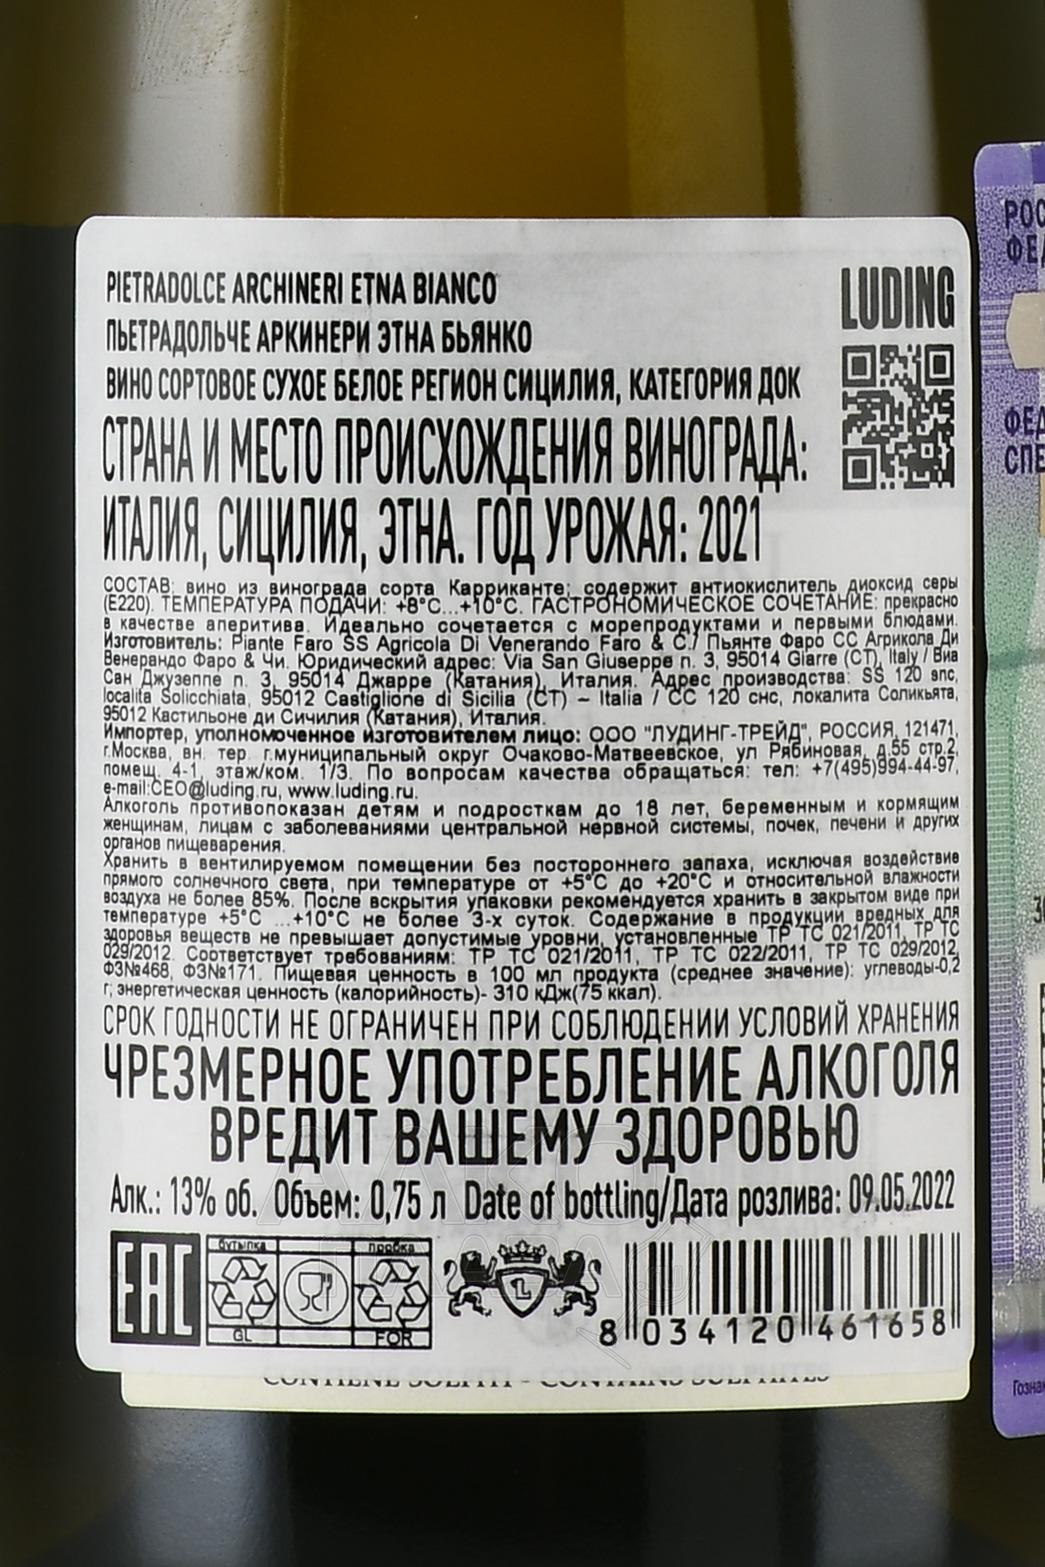 PIETRADOLCE ARCHINERI ETNA BIANCO
ПЬЕТРАДОЛЬЧЕ АРКИНЕРИ ЭТНА БЬЯНКО
ВИНО СОРТОВОЕ СУХОЕ БЕЛОЕ РЕГИОН СИЦИЛИЯ, КАТЕГОРИЯ ДОК
LUDING
СТРАНА И МЕСТО ПРОИСХОЖДЕНИЯ ВИНОГРАДА:
ИТАЛИЯ, СИЦИЛИЯ, ЭТНА. ГОД УРОЖАЯ: 2021
СОСТАВ: вино из винограда сорта Карриканте; содержит антиокислитель диоксид серы
(Е220). ТЕМПЕРАТУРА ПОДАЧИ: +8°С...+10°С. ГАСТРОНОМИЧЕСКОЕ СОЧЕТАНИЕ: прекрасно
в качестве аперитива. Идеально сочетается с морепродуктами и первыми блюдами.
Изготовитель: Piante Faro SS Agricola Di Venerando Faro & C./ Пьянте Фаро СС Агрикола Ди
Венерандо Фаро & Чи. Юридический адрес: Via San Giuseppe n. 3, 95014 Giarre (CT), Italy / Виа
Сан Джузеппе n. 3, 95014 Джарре (Катания), Италия. Адрес производства: SS 120 snc,
localita Solicchiata, 95012 Castiglione di Sicilia (CT) – Italia / СС 120 снс, локалита Соликьята,
95012 Кастильоне ди Сичилия (Катания), Италия.
Импортер, уполномоченное изготовителем лицо: ООО "ЛУДИНГ-ТРЕЙД", РОССИЯ, 121471,
г.Москва, вн. тер. г.муниципальный округ Очаково-Матвеевское, ул Рябиновая, д.55 стр.2,
помещ. 4-1, этаж/ком. 1/3. По вопросам качества обращаться: тел: +7(495)994-44-97,
e-mail:CEO@luding.ru, www.luding.ru.
Алкоголь противопоказан детям и подросткам до 18 лет, беременным и кормящим
женщинам, лицам с заболеваниями центральной нервной системы, почек, печени и других
органов пищеварения.
Хранить в вентилируемом помещении без постороннего запаха, исключая воздействие
прямого солнечного света, при температуре от +5°С до +20°С и относительной влажности
воздуха не более 85%. После вскрытия упаковки рекомендуется хранить в закрытом виде при
температуре +5°С ...+10°С не более 3-х суток. Содержание в продукции вредных для
здоровья веществ не превышает допустимые уровни, установленные ТР ТС 021/2011, ТР ТС
029/2012. Соответствует требованиям: ТР ТС 021/2011, ТР ТС 022/2011, ТР ТС 029/2012,
ФЗ№468, ФЗ№171. Пищевая ценность в 100 мл продукта (среднее значение): углеводы-0,2
г; энергетическая ценность (калорийность)- 310 кДж(75 ккал).
СРОК ГОДНОСТИ НЕ ОГРАНИЧЕН ПРИ СОБЛЮДЕНИИ УСЛОВИЙ ХРАНЕНИЯ
ЧРЕЗМЕРНОЕ УПОТРЕБЛЕНИЕ АЛКОГОЛЯ
ВРЕДИТ ВАШЕМУ ЗДОРОВЬЮ
Алк.: 13% об. Объем: 0,75 л Date of bottling/Дата розлива: 09.05.2022
EAC
бутылка
пробка
GL
FOR
L
8 034120 461658
CONTIENE SOLFITI - CONTAINS SULPHITES
РОС
ФЕД
ФЕД
СПЕ
Гозна